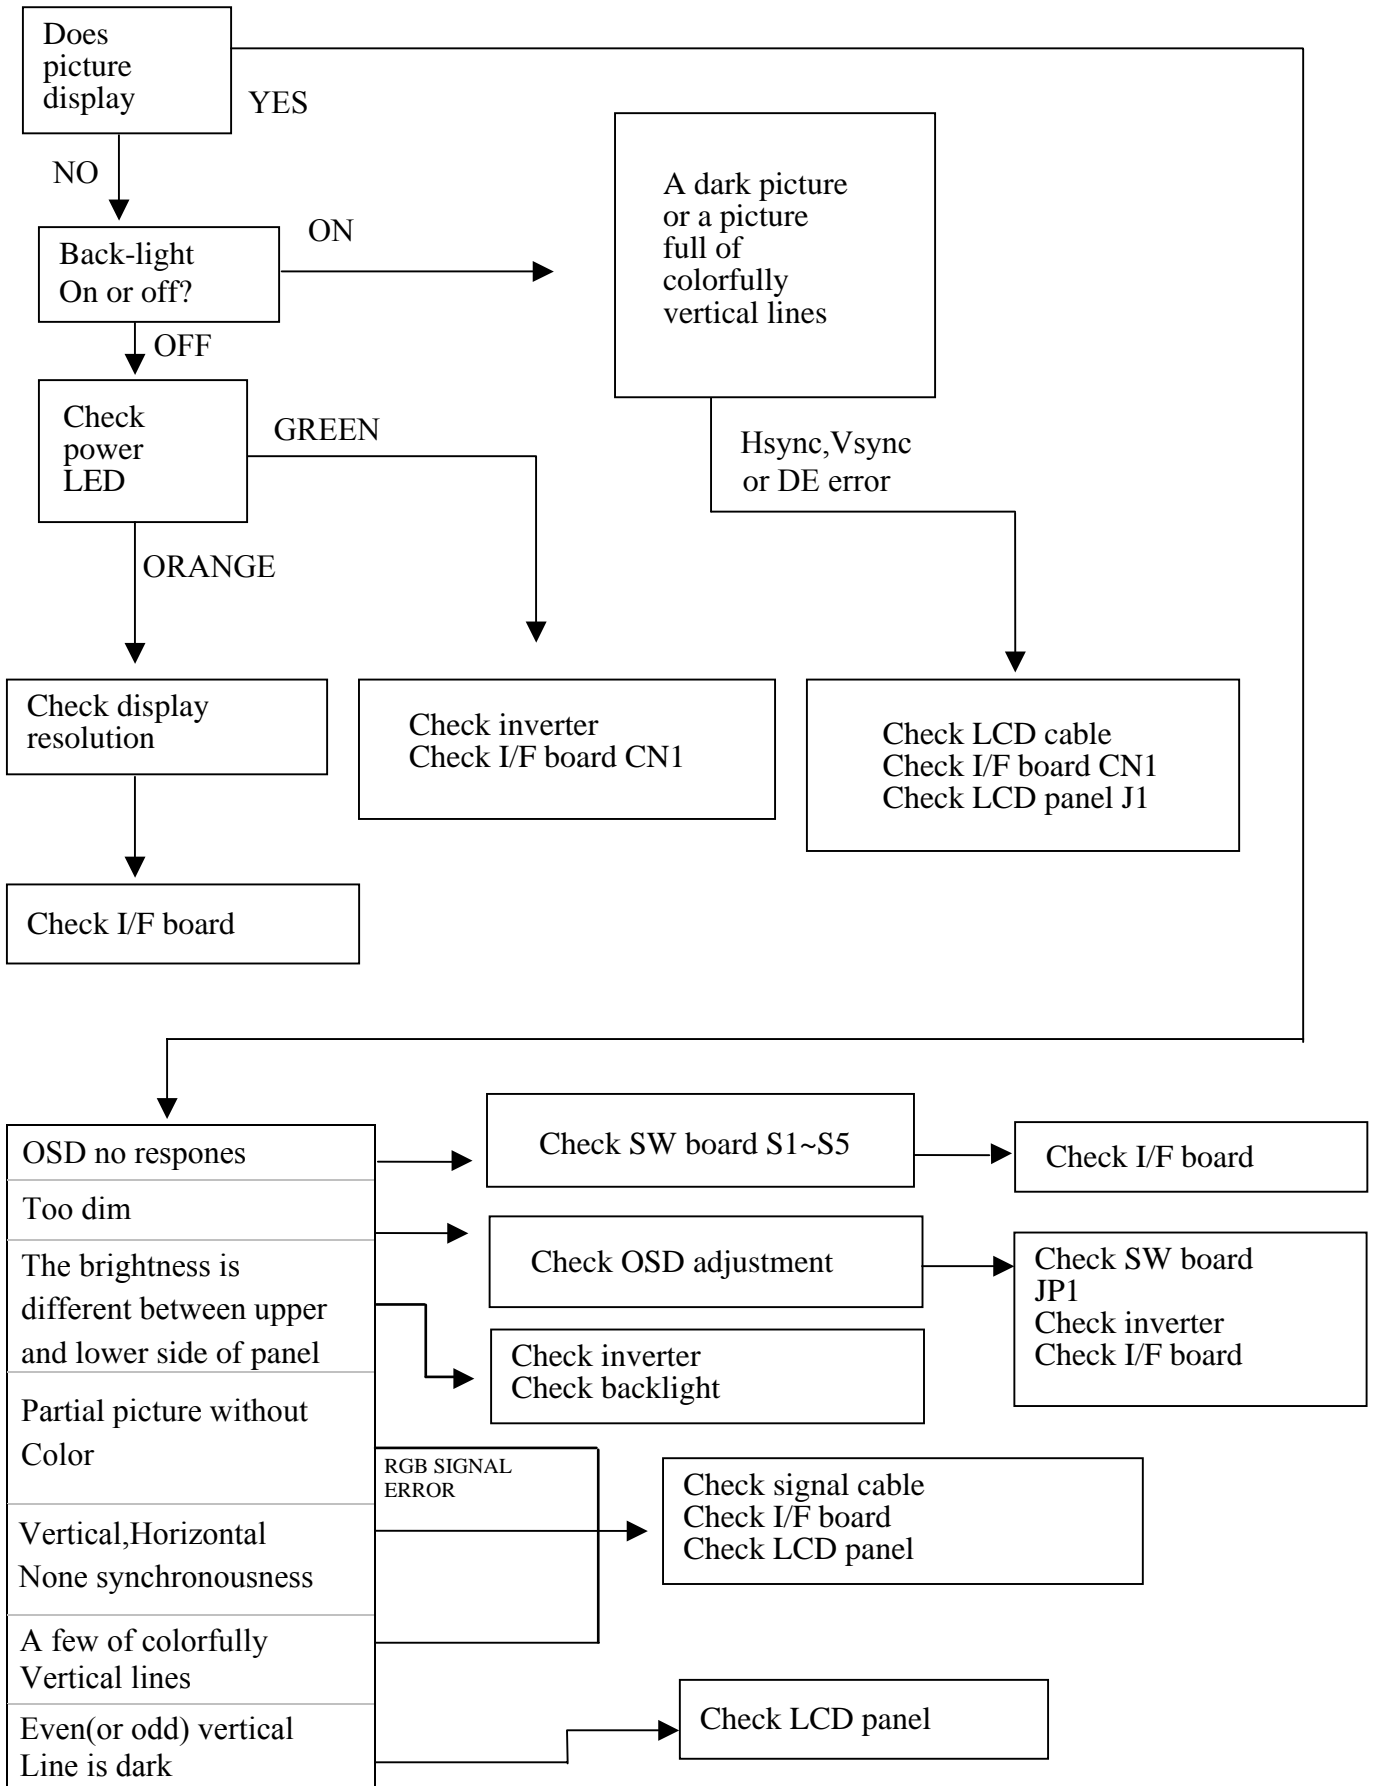 Does
picture
display
YES
NO
A dark picture
or a picture
full of
colorfully
vertical lines
ON
Back-light
On or off?
OFF
Check
power
LED
GREEN
Hsync,Vsync
or DE error
ORANGE
Check display
resolution
Check inverter
Check I/F board CN1
Check LCD cable
Check I/F board CN1
Check LCD panel J1
Check I/F board
OSD no respones
Check SW board S1~S5
Check I/F board
Too dim
Check OSD adjustment
Check SW board
JP1
Check inverter
Check I/F board
The brightness is
different between upper
and lower side of panel
Check inverter
Check backlight
Partial picture without
Color
RGB SIGNAL
ERROR
Check signal cable
Check I/F board
Check LCD panel
Vertical,Horizontal
None synchronousness
A few of colorfully
Vertical lines
Even(or odd) vertical
Line is dark
Check LCD panel